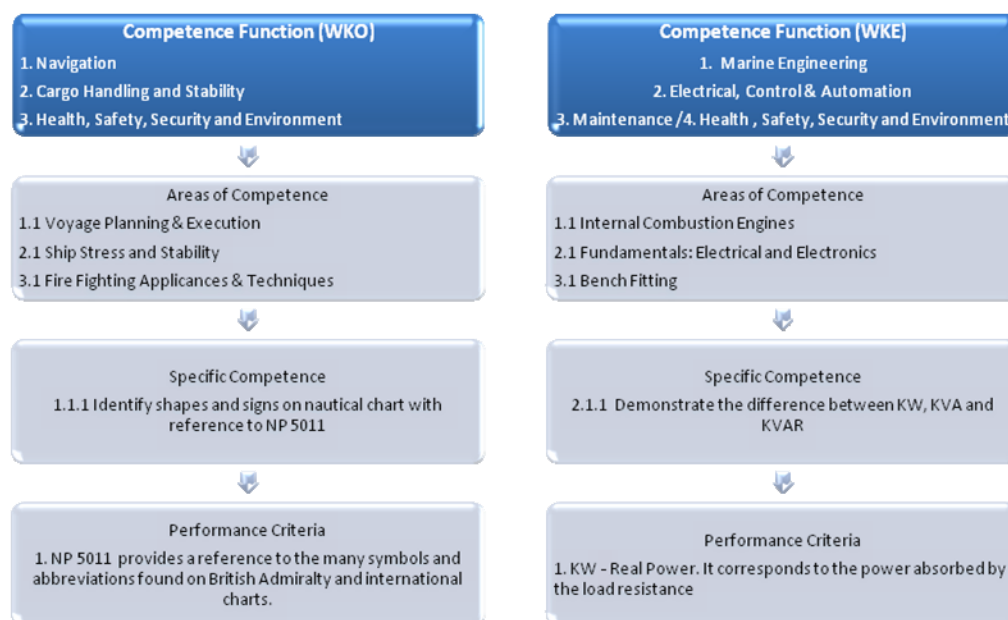 Competence Function (WKO)
1. Navigation
2. Cargo Handling and Stability
3. Health, Safety, Security and Environment
Areas of Competence
1.1 Voyage Planning & Execution
2.1 Ship Stress and Stability
3.1 Fire Fighting Applicances & Techniques
Specific Competence
1.1.1 Identify shapes and signs on nautical chart with
reference to NP 5011
Performance Criteria
1. NP 5011 provides a reference to the many symbols and
abbreviations found on British Admiralty and international
charts.
Competence Function (WKE)
1. Marine Engineering
2. Electrical, Control & Automation
3. Maintenance /4. Health , Safety, Security and Environment
Areas of Competence
1.1 Internal Combustion Engines
2.1 Fundamentals: Electrical and Electronics
3.1 Bench Fitting
Specific Competence
2.1.1 Demonstrate the difference between KW, KVA and
KVAR
Performance Criteria
1. KW - Real Power. It corresponds to the power absorbed by
the load resistance